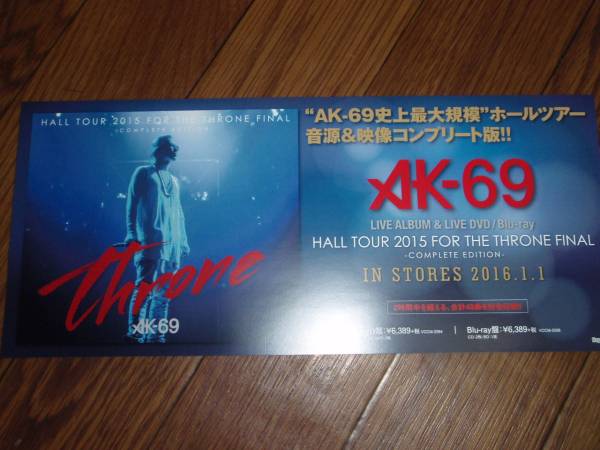 HALL TOUR 2015 FOR THE THRONE FINAL
-COMPLETE EDITION-
throne
AK-69
"AK-69史上最大規模"ホールツアー
音源&映像コンプリート版!!
AK-69
LIVE ALBUM & LIVE DVD/Blu-ray
HALL TOUR 2015 FOR THE THRONE FINAL
-COMPLETE EDITION-
IN STORES 2016.1.1
:¥6,389+税 | Blu-ray盤:¥6,389+税